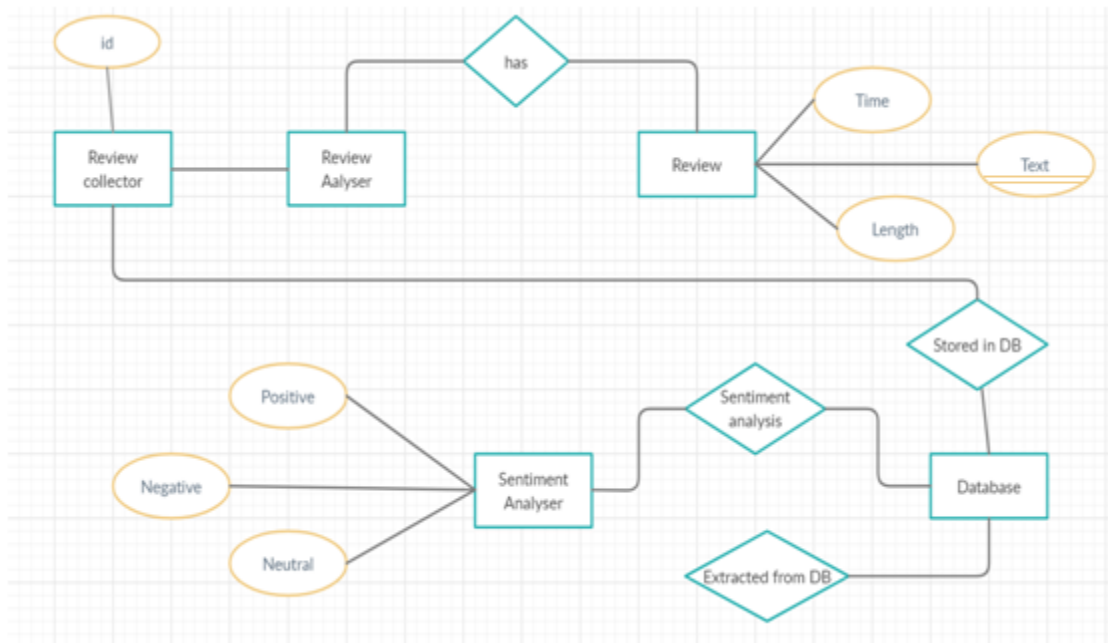 id
has
Time
Review
collector
Review
Aalyser
Review
Text
Length
Stored in DB
Positive
Sentiment
analysis
Negative
Sentiment
Analyser
Database
Neutral
Extracted from DB